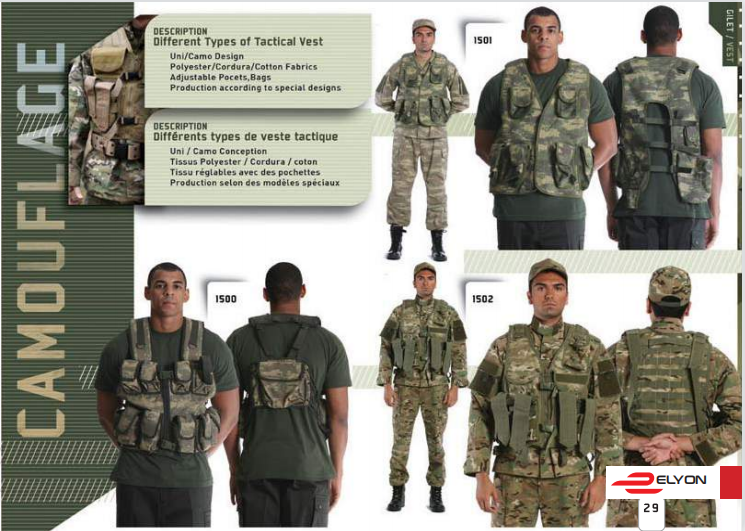 CAMOUFLAGE
DESCRIPTION
Different Types of Tactical Vest
Uni/Camo Design
Polyester/Cordura/Cotton Fabrics
Adjustable Pocets,Bags
Production according to special designs
DESCRIPTION
Différents types de veste tactique
Uni / Camo Conception
Tissus Polyester / Cordura / coton
Tissu réglables avec des pochettes
Production selon des modèles spéciaux
1501
GILET / VEST
1500
1502
ELYON
29